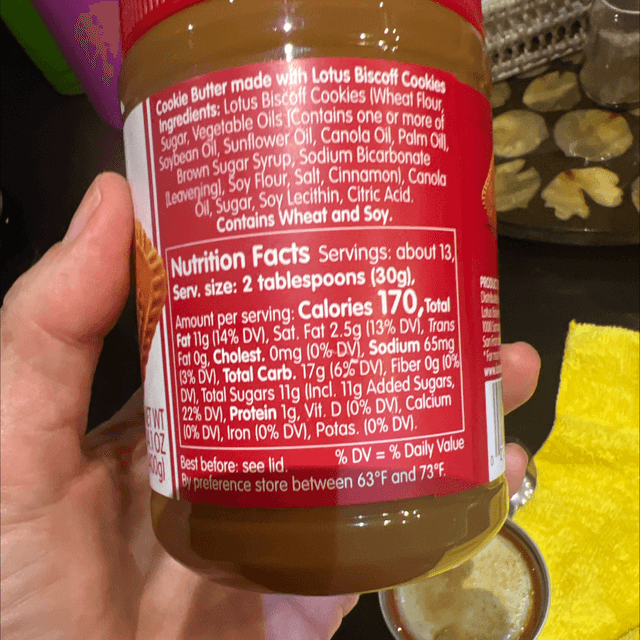 Cookie Butter made with Lotus Biscoff Cookies
Ingredients: Lotus Biscoff Cookies (Wheat Flour,
Sugar, Vegetable Oils (Contains one or more of
Soybean Oil, Sunflower Oil, Canola Oil, Palm Oil),
Brown Sugar Syrup, Sodium Bicarbonate
(Leavening), Soy Flour, Salt, Cinnamon), Canola
Oil, Sugar, Soy Lecithin, Citric Acid.
Contains Wheat and Soy.
Nutrition Facts Servings: about 13,
Serv. size: 2 tablespoons (30g),
Amount per serving: Calories 170, Total
Fat 11g (14% DV), Sat. Fat 2.5g (13% DV), Trans
Fat 0g, Cholest. 0mg (0% DV), Sodium 65mg
(3% DV), Total Carb. 17g (6% DV), Fiber 0g (0%
DV), Total Sugars 11g (Incl. 11g Added Sugars,
22% DV), Protein 1g, Vit. D (0% DV), Calcium
(0% DV), Iron (0% DV), Potas. (0% DV).
% DV = % Daily Value
Best before: see lid.
By preference store between 63°F and 73°F.
WT
OZ
PRODUCT